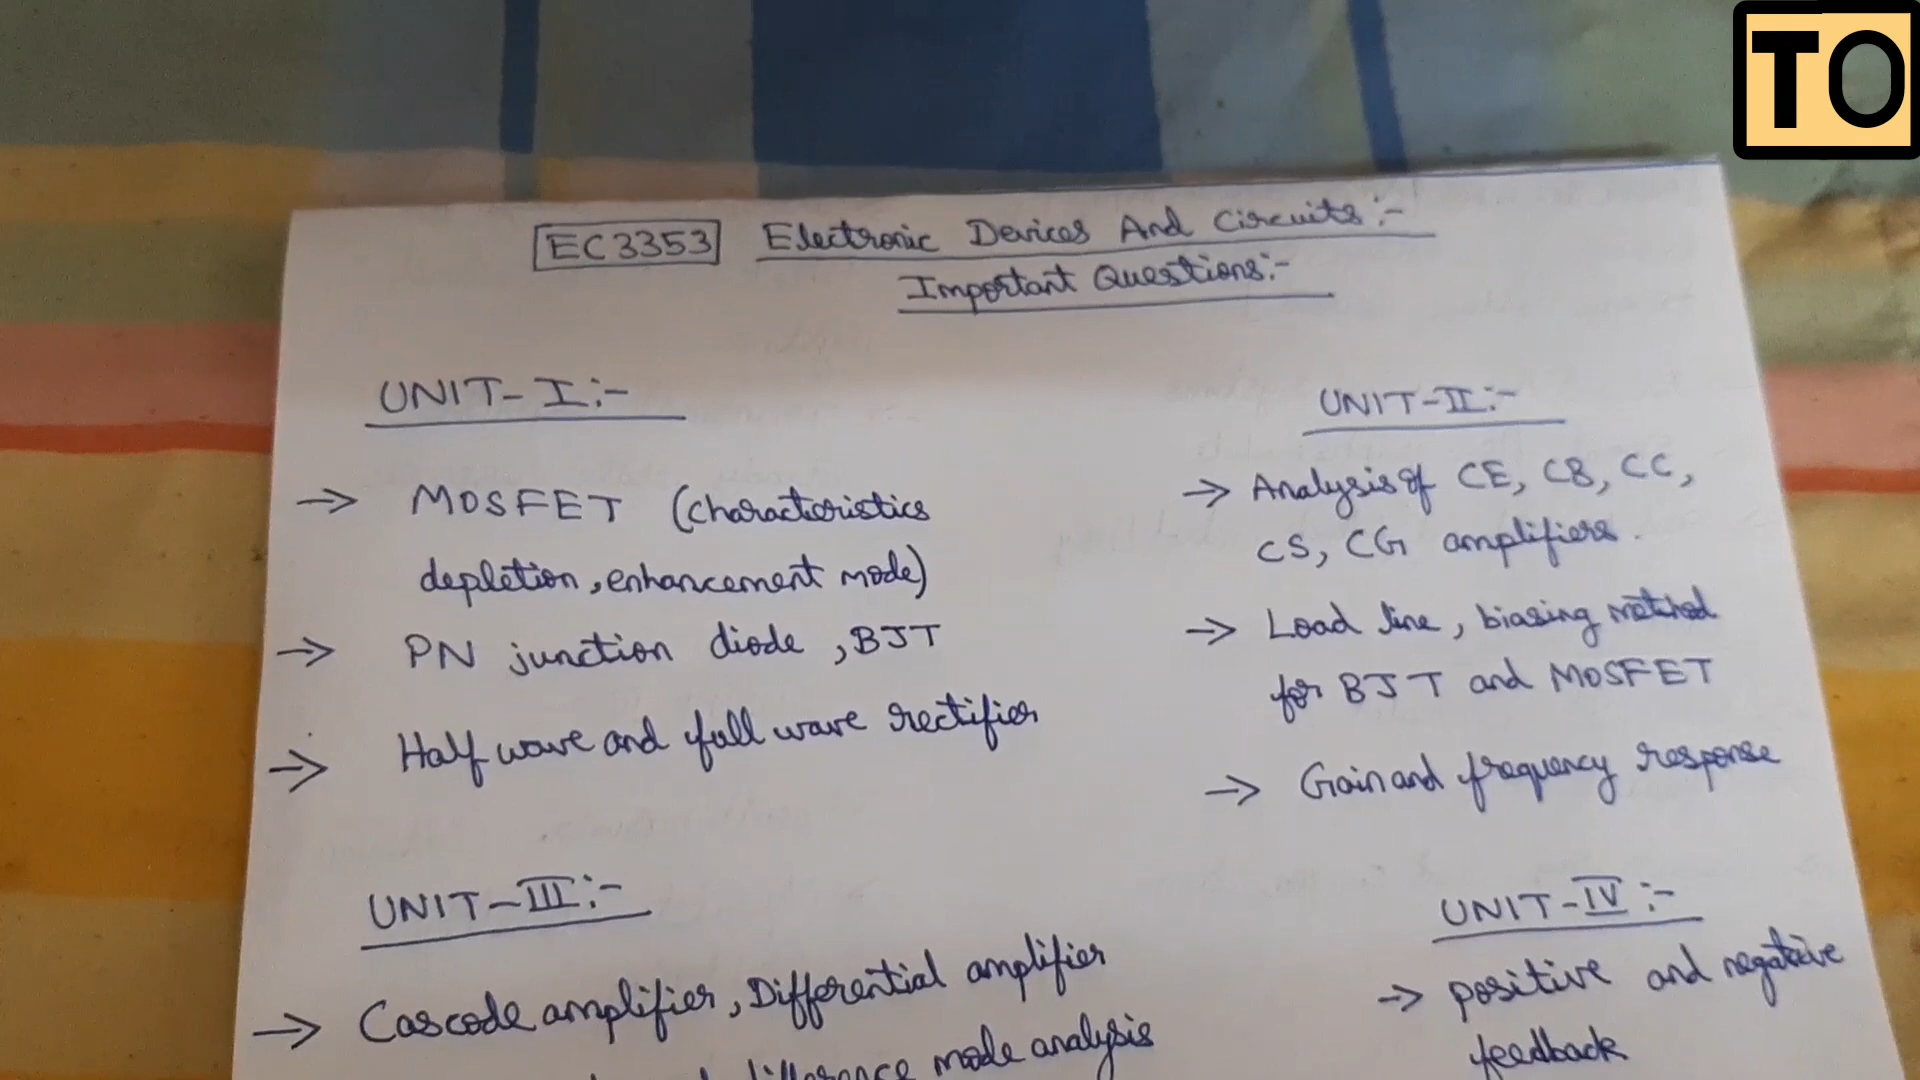 TO
EC3353 Electronic Devices And Circuits:-
Important Questions:-
UNIT-I:-
→ MOSFET (characteristics
depletion, enhancement mode)
→ PN junction diode, BJT
→ Half wave and full wave rectifier
UNIT-II:-
→ Analysis of CE, CB, CC,
CS, CG amplifiers.
→ Load line, biasing method
for BJT and MOSFET
→ Gain and frequency response
UNIT-III:-
→ Cascode amplifier, Differential amplifier
difference mode analysis
UNIT-IV:-
→ positive and negative
feedback